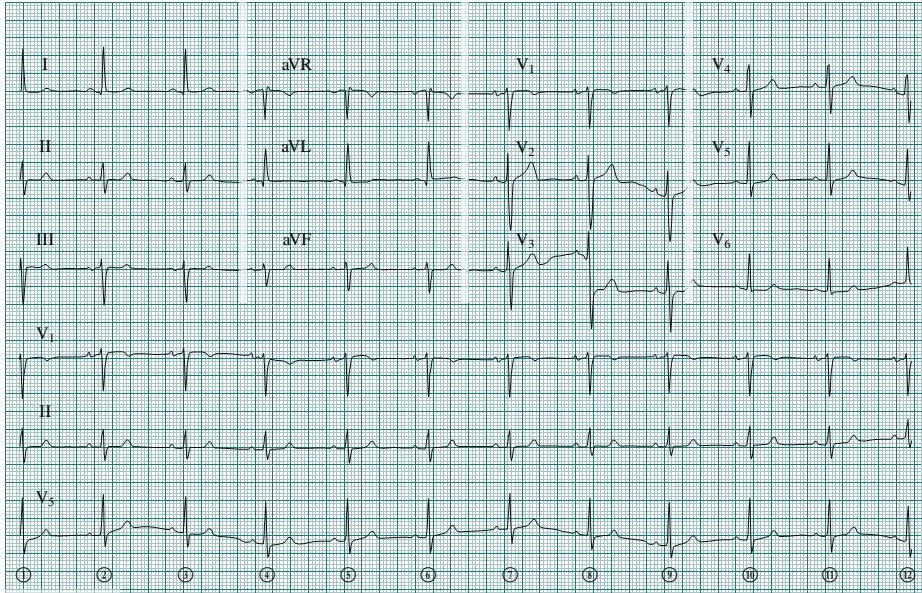 I aVR V₁ V₄
II aVL V₂ V₅
III aVF V₃ V₆
V₁
II
V₅
1 2 3 4 5 6 7 8 9 10 11 12